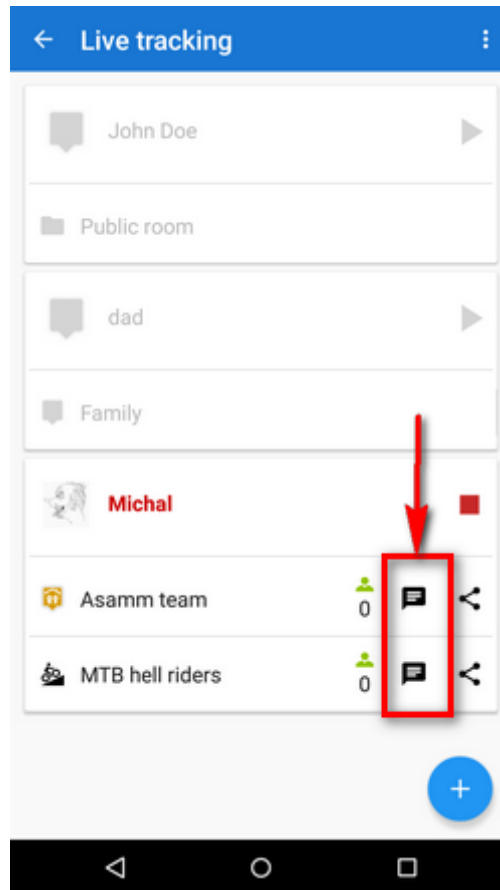 Live tracking
John Doe
Public room
dad
Family
Michal
Asamm team
0
MTB hell riders
0